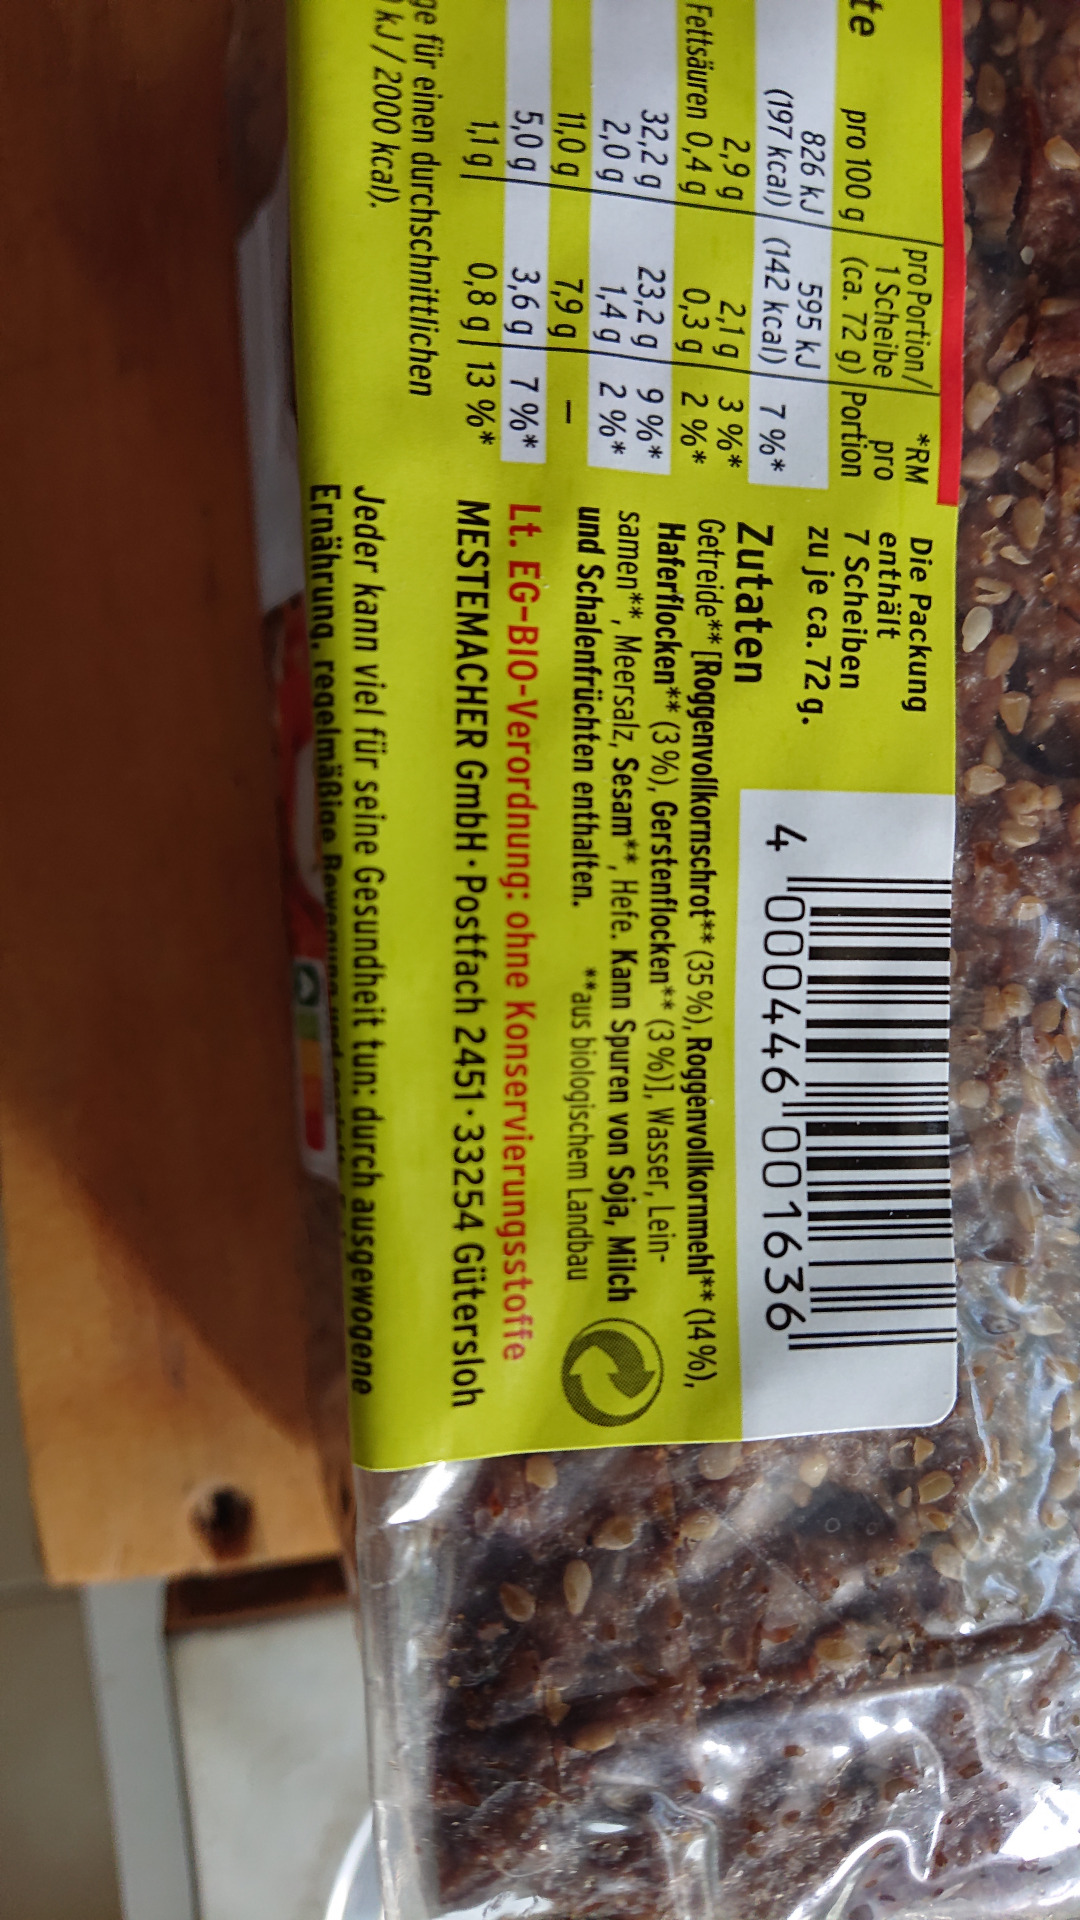 te
pro 100 g
pro Portion/
1 Scheibe
(ca. 72 g)
*RM
pro
Portion
826 kJ 595 kJ
(197 kcal) (142 kcal) 7 %*
2,9 g 2,1 g 3 %*
Fettsäuren 0,4 g 0,3 g 2 %*
32,2 g 23,2 g 9 %*
2,0 g 1,4 g 2 %*
11,0 g 7,9 g –
5,0 g 3,6 g 7 %*
1,1 g 0,8 g 13 %*
ge für einen durchschnittlichen
kJ / 2000 kcal).
Die Packung
enthält
7 Scheiben
zu je ca. 72 g.
4 000446 001636
Zutaten
Getreide** [Roggenvollkornschrot** (35 %), Roggenvollkornmehl** (14 %),
Haferflocken** (3 %), Gerstenflocken** (3 %)], Wasser, Lein-
samen**, Meersalz, Sesam**, Hefe. Kann Spuren von Soja, Milch
und Schalenfrüchten enthalten.
**aus biologischem Landbau
Lt. EG-BIO-Verordnung: ohne Konservierungsstoffe
MESTEMACHER GmbH · Postfach 2451 · 33254 Gütersloh
Jeder kann viel für seine Gesundheit tun: durch ausgewogene
Ernährung, regelmäßige